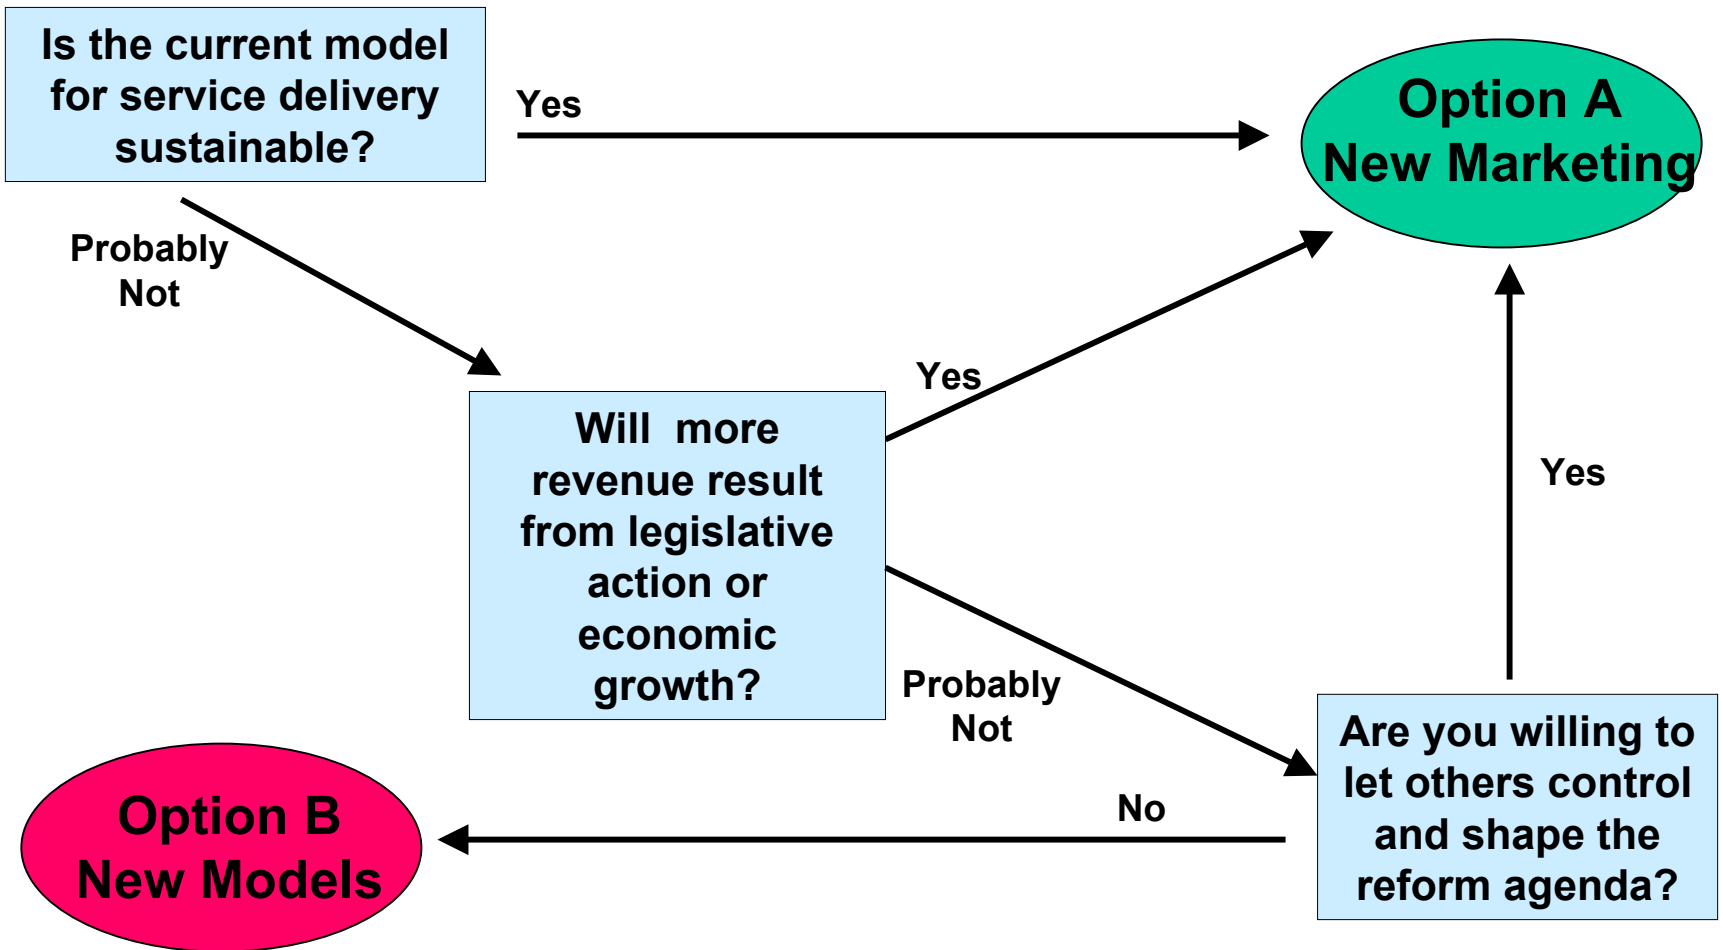 Is the current model
for service delivery
sustainable?
Yes
Option A
New Marketing
Probably
Not
Yes
Will  more
revenue result
from legislative
action or
economic
growth?
Yes
Probably
Not
Are you willing to
let others control
and shape the
reform agenda?
No
Option B
New Models